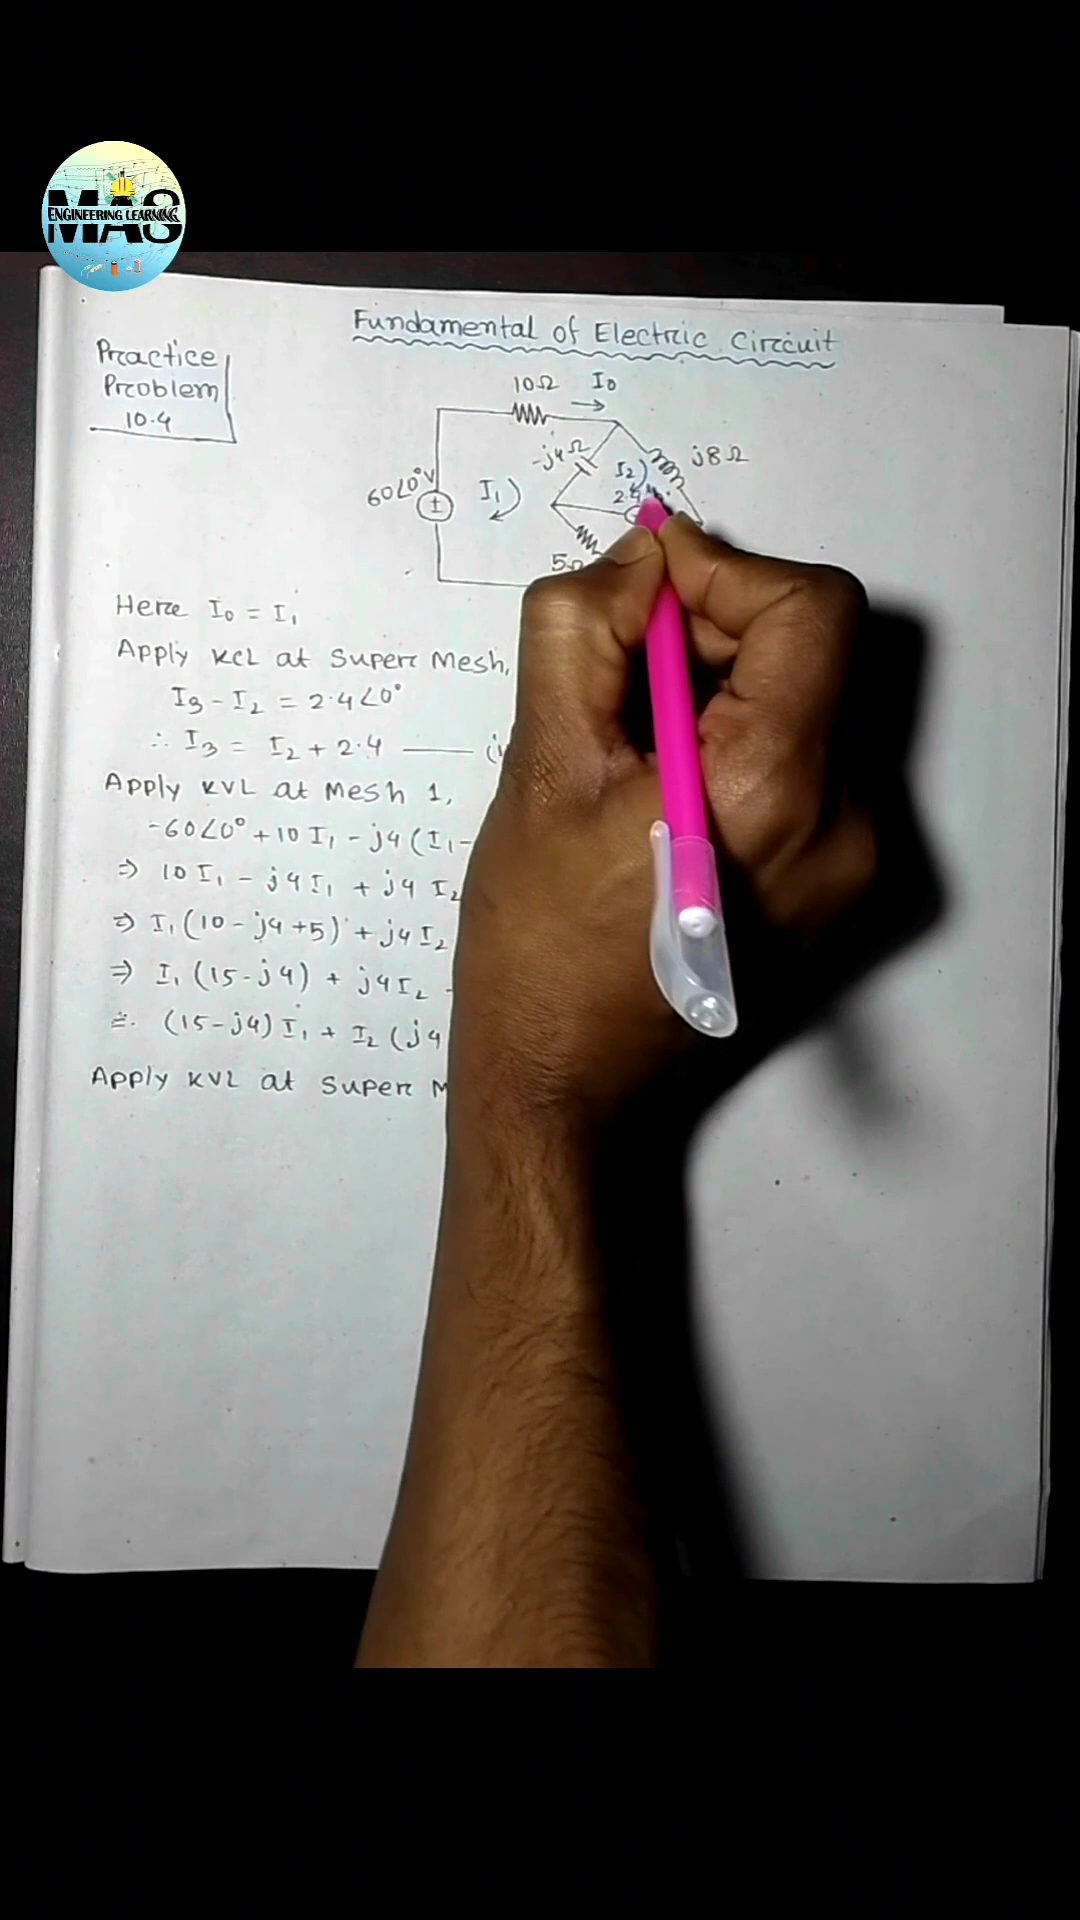 MAS
ENGINEERING LEARNING
Fundamental of Electric Circuit
Practice
Problem
10.4
10Ω I₀
-j4Ω
j8Ω
60∠0°V
I₁
I₂
2.4
5Ω
Here I₀ = I₁
Apply KCL at Super Mesh,
I₃ - I₂ = 2.4∠0°
∴ I₃ = I₂ + 2.4 —— (i
Apply KVL at Mesh 1,
-60∠0° + 10 I₁ - j4 (I₁ -
⇒ 10 I₁ - j4 I₁ + j4 I₂
⇒ I₁ (10 - j4 + 5) + j4 I₂
⇒ I₁ (15 - j4) + j4 I₂ -
∴ (15 - j4) I₁ + I₂ (j4
Apply KVL at Super M